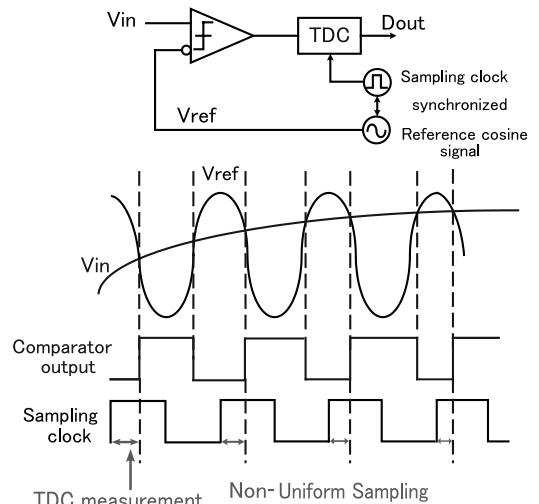 Vin
TDC
Dout
Sampling clock
synchronized
Vref
Reference cosine
signal
Vref
Vin
Comparator
output
Sampling
clock
TDC measurement
Non-Uniform Sampling